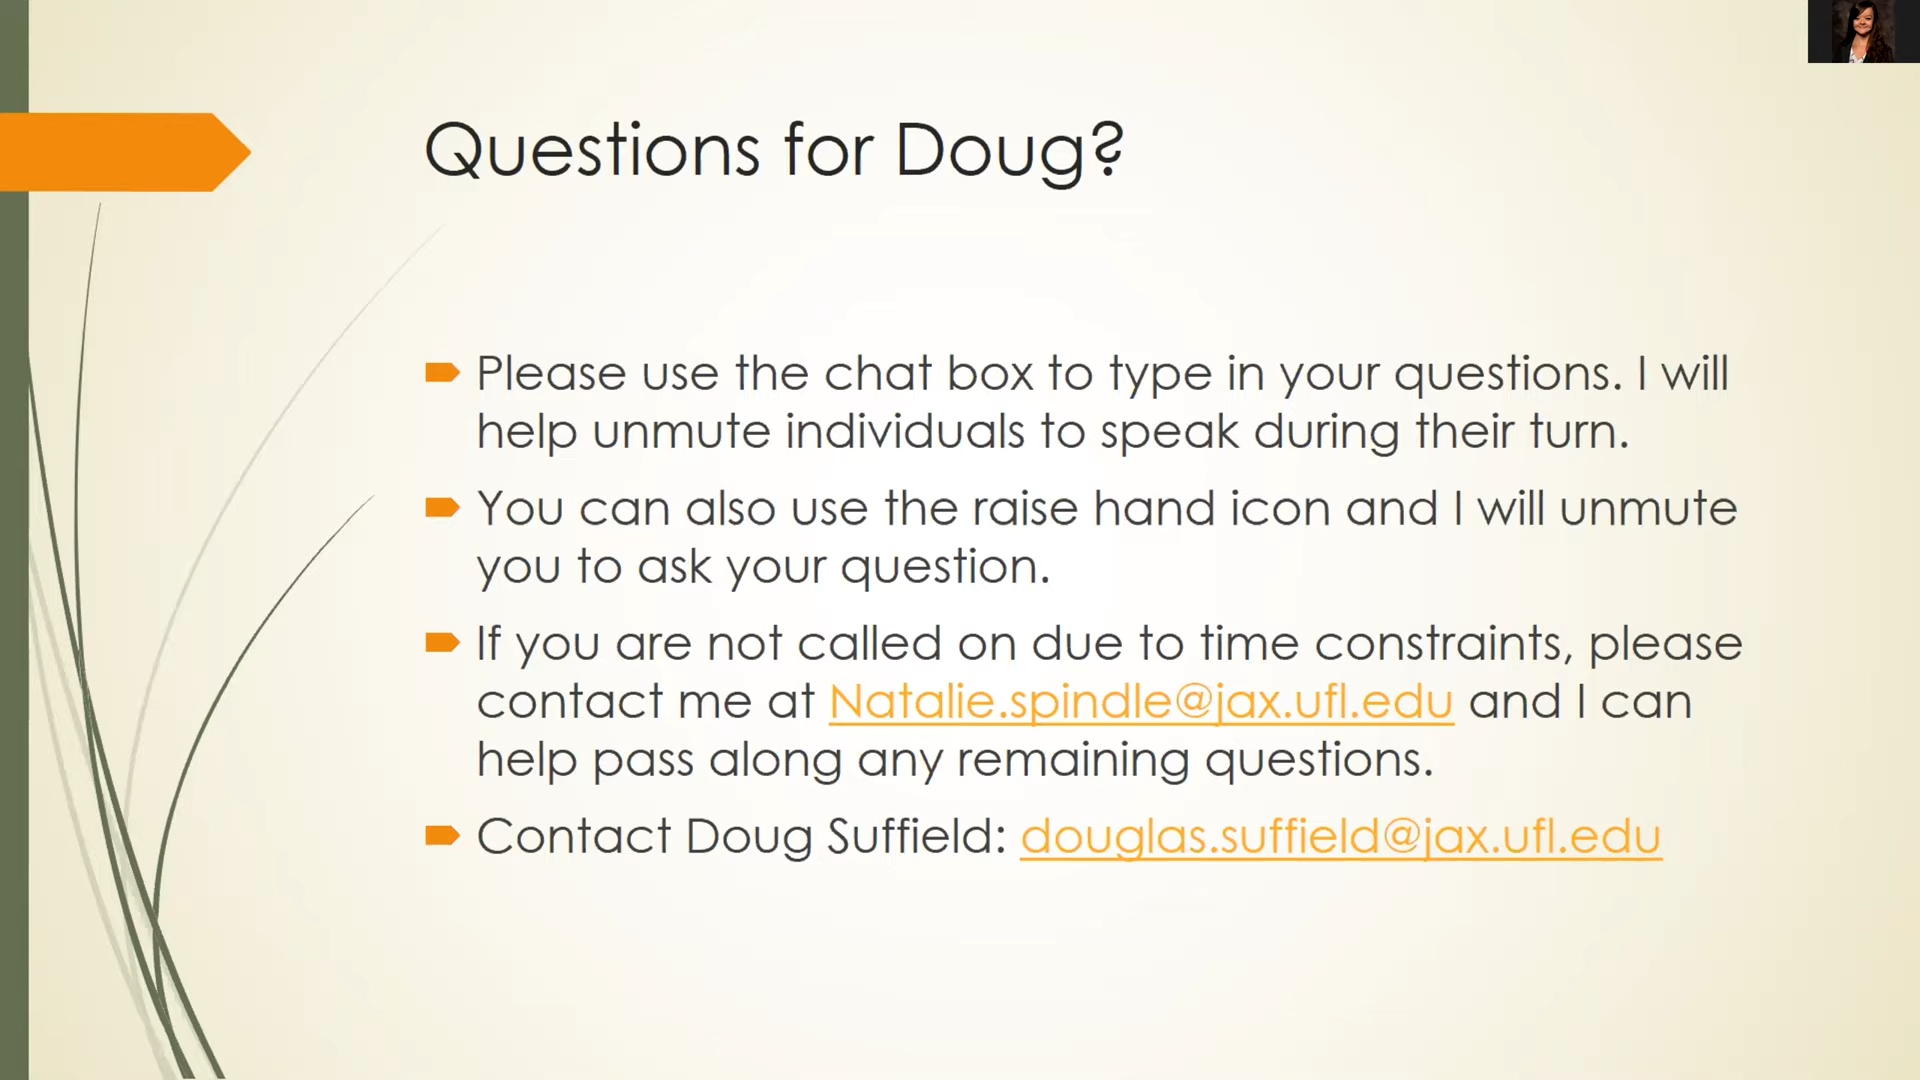 Questions for Doug?
Please use the chat box to type in your questions. I will
help unmute individuals to speak during their turn.
You can also use the raise hand icon and I will unmute
you to ask your question.
If you are not called on due to time constraints, please
contact me at Natalie.spindle@jax.ufl.edu and I can
help pass along any remaining questions.
Contact Doug Suffield: douglas.suffield@jax.ufl.edu